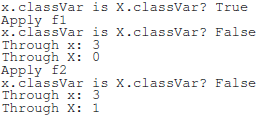 x.classVar is X.classVar? True
Apply f1
x.classVar is X.classVar? False
Through x: 3
Through X: 0
Apply f2
x.classVar is X.classVar? False
Through x: 3
Through X: 1